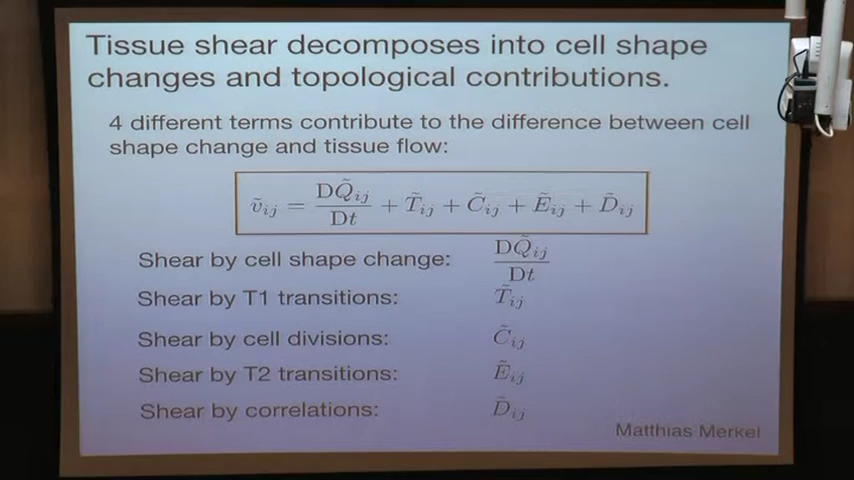 Tissue shear decomposes into cell shape
changes and topological contributions.
4 different terms contribute to the difference between cell
shape change and tissue flow:
ṽ_ij = DQ̃_ij/Dt + T̃_ij + C̃_ij + Ẽ_ij + D̃_ij
Shear by cell shape change: DQ̃_ij/Dt
Shear by T1 transitions: T̃_ij
Shear by cell divisions: C̃_ij
Shear by T2 transitions: Ẽ_ij
Shear by correlations: D̃_ij
Matthias Merkel